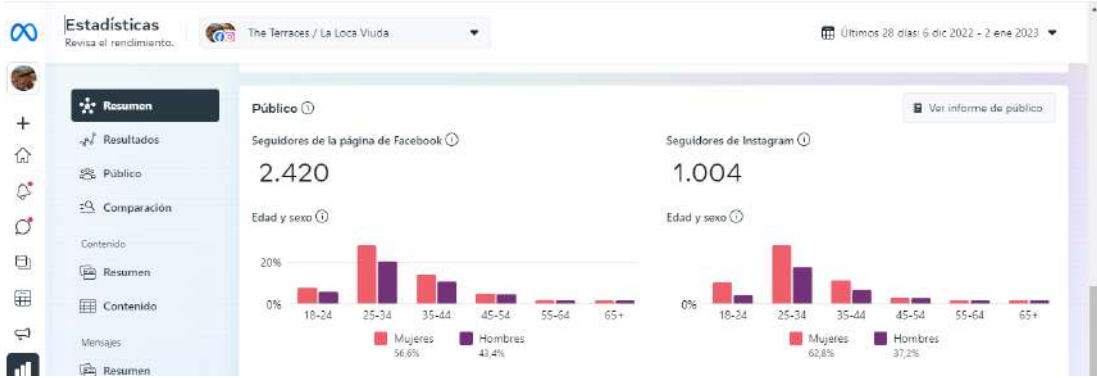 Estadísticas
Revisa el rendimiento.
The Terraces / La Loca Viuda
Últimos 28 días: 6 dic 2022 - 2 ene 2023
Resumen
Resultados
Público
Comparación
Contenido
Resumen
Contenido
Mensajes
Resumen
Público
Ver informe de público
Seguidores de la página de Facebook
2.420
Edad y sexo
20%
0%
18-24 25-34 35-44 45-54 55-64 65+
Mujeres Hombres
56,6% 43,4%
Seguidores de Instagram
1.004
Edad y sexo
0%
18-24 25-34 35-44 45-54 55-64 65+
Mujeres Hombres
62,8% 37,2%